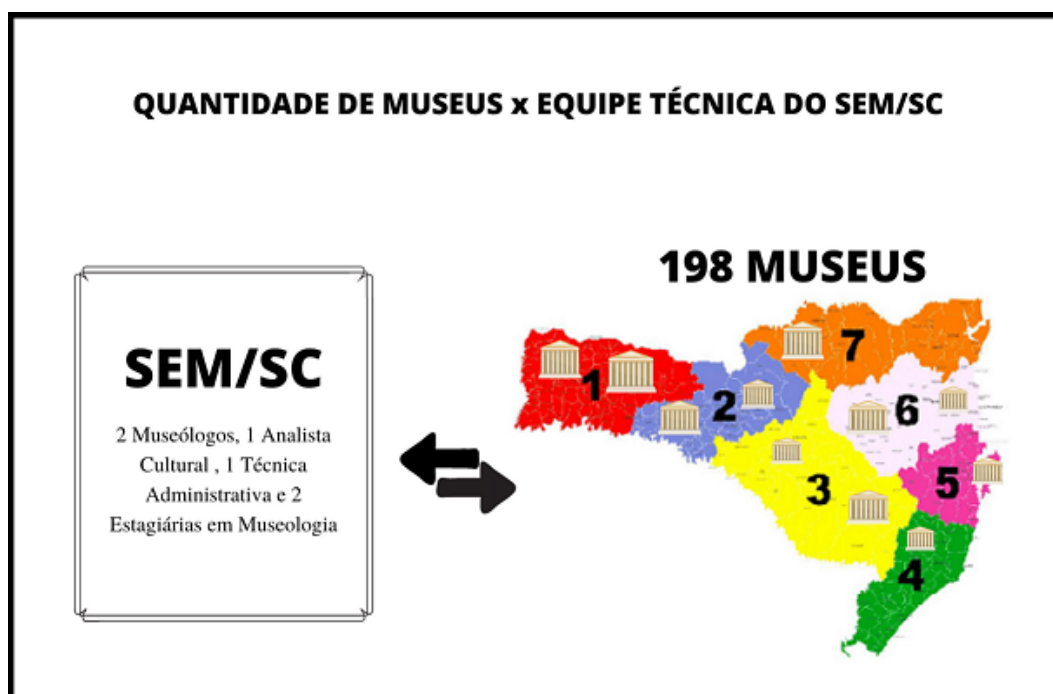 QUANTIDADE DE MUSEUS x EQUIPE TÉCNICA DO SEM/SC
198 MUSEUS
SEM/SC
2 Museólogos, 1 Analista
Cultural , 1 Técnica
Administrativa e 2
Estagiárias em Museologia
1
2
3
4
5
6
7